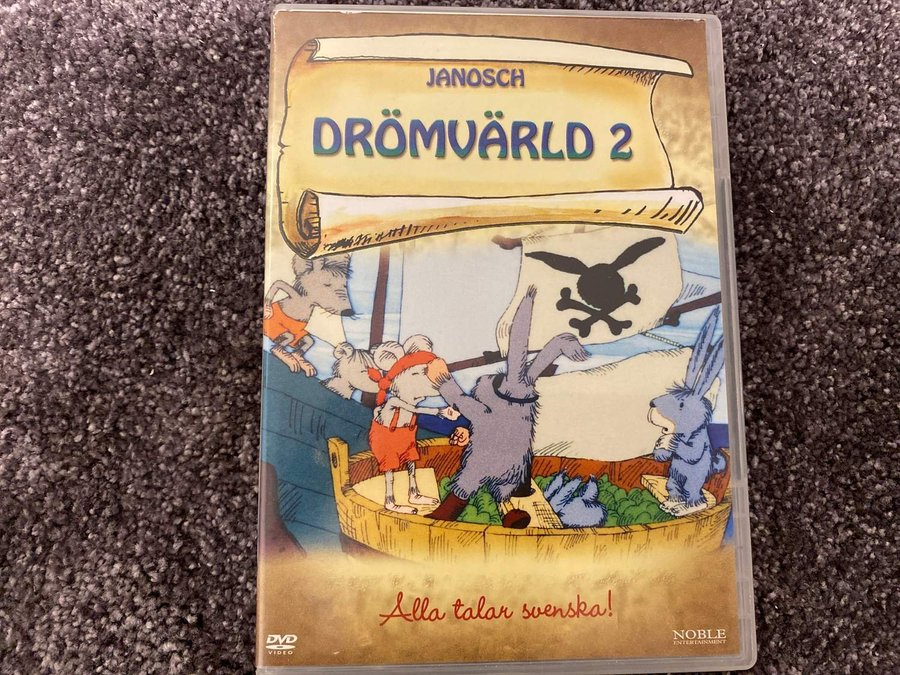 JANOSCH
DRÖMVÄRLD 2
Alla talar svenska!
DVD
VIDEO
NOBLE
ENTERTAINMENT